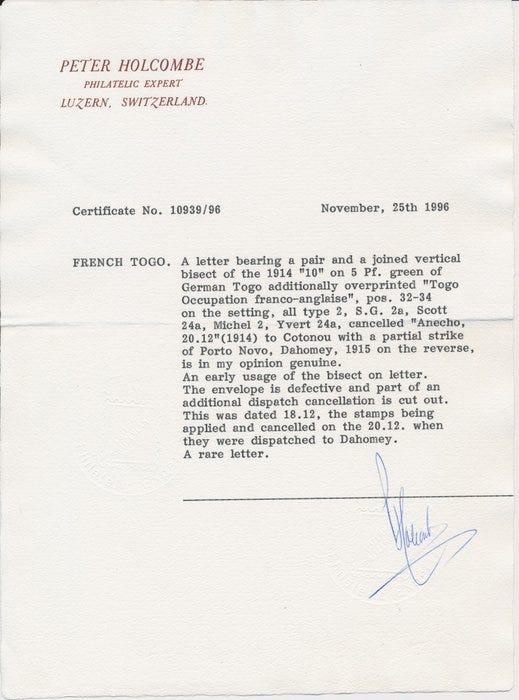 PETER HOLCOMBE
PHILATELIC EXPERT
LUZERN, SWITZERLAND.
Certificate No. 10939/96 November, 25th 1996
FRENCH TOGO. A letter bearing a pair and a joined vertical
bisect of the 1914 "10" on 5 Pf. green of
German Togo additionally overprinted "Togo
Occupation franco-anglaise", pos. 32-34
on the setting, all type 2, S.G. 2a, Scott
24a, Michel 2, Yvert 24a, cancelled "Anecho,
20.12"(1914) to Cotonou with a partial strike
of Porto Novo, Dahomey, 1915 on the reverse,
is in my opinion genuine.
An early usage of the bisect on letter.
The envelope is defective and part of an
additional dispatch cancellation is cut out.
This was dated 18.12, the stamps being
applied and cancelled on the 20.12. when
they were dispatched to Dahomey.
A rare letter.